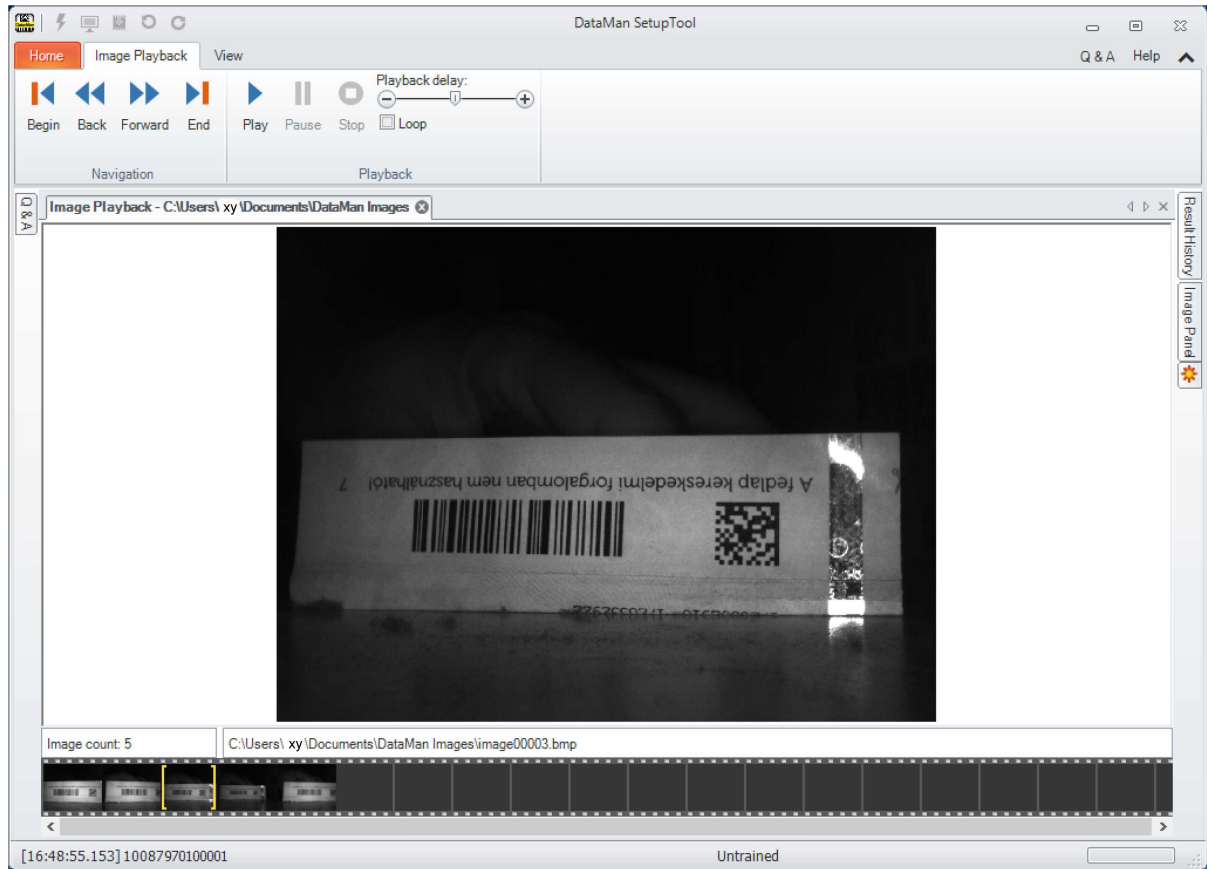 DataMan SetupTool
Home
Image Playback
View
Q & A
Help
Begin
Back
Forward
End
Play
Pause
Stop
Playback delay:
Loop
Navigation
Playback
Q & A
Image Playback - C:\Users\ xy \Documents\DataMan Images
Result History
Image Panel
A fedlap kereskedelmi forgalomban nem használható! 7
Image count: 5
C:\Users\ xy \Documents\DataMan Images\image00003.bmp
[16:48:55.153] 10087970100001
Untrained